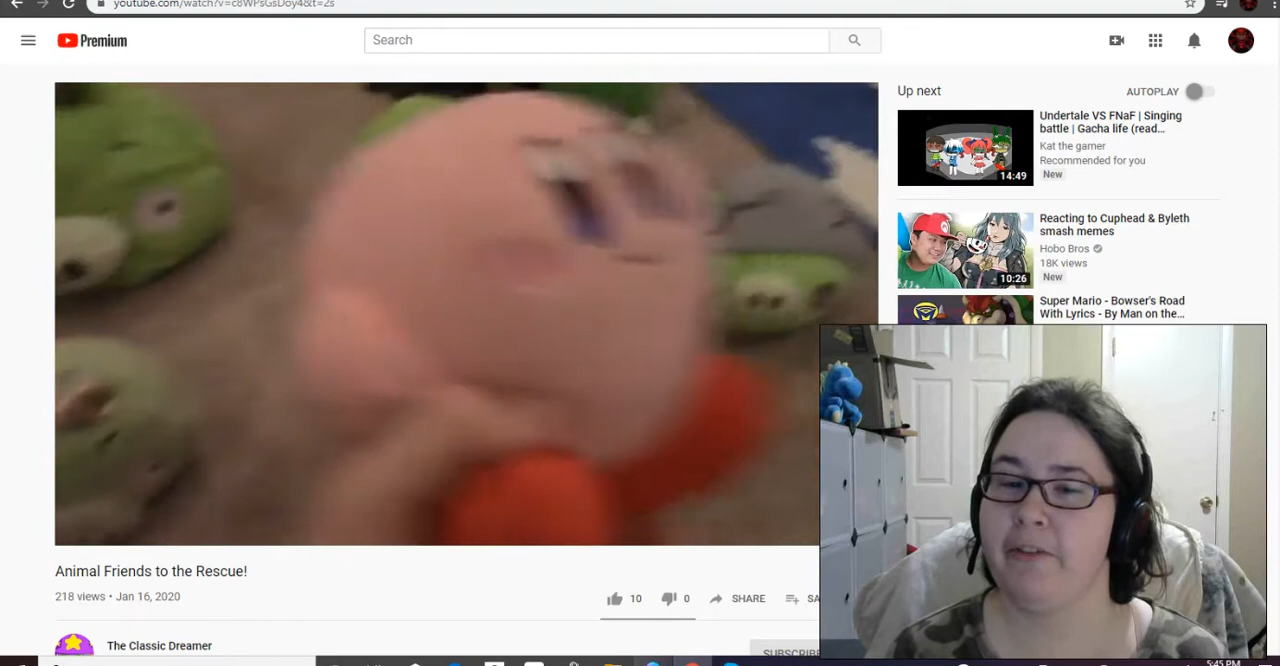 youtube.com/watch?v=c8WPsGsDoy4&t=2s
Premium
Search
Up next
AUTOPLAY
Undertale VS FNaF | Singing
battle | Gacha life (read...
Kat the gamer
Recommended for you
New
14:49
Reacting to Cuphead & Byleth
smash memes
Hobo Bros
18K views
New
10:26
Super Mario - Bowser's Road
With Lyrics - By Man on the...
Animal Friends to the Rescue!
218 views • Jan 16, 2020
10
0
SHARE
SA
The Classic Dreamer
SUBSCRIBE
5:45 PM